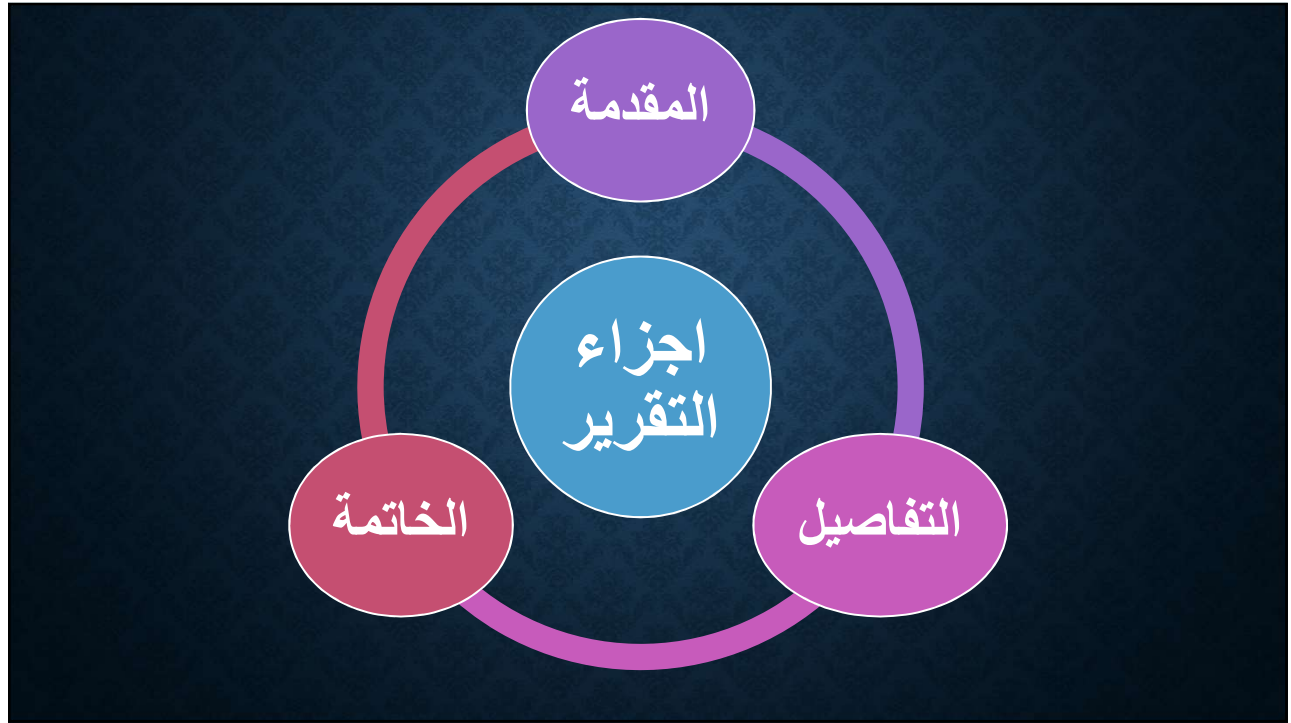 المقدمة
اجزاء
التقرير
التفاصيل
الخاتمة